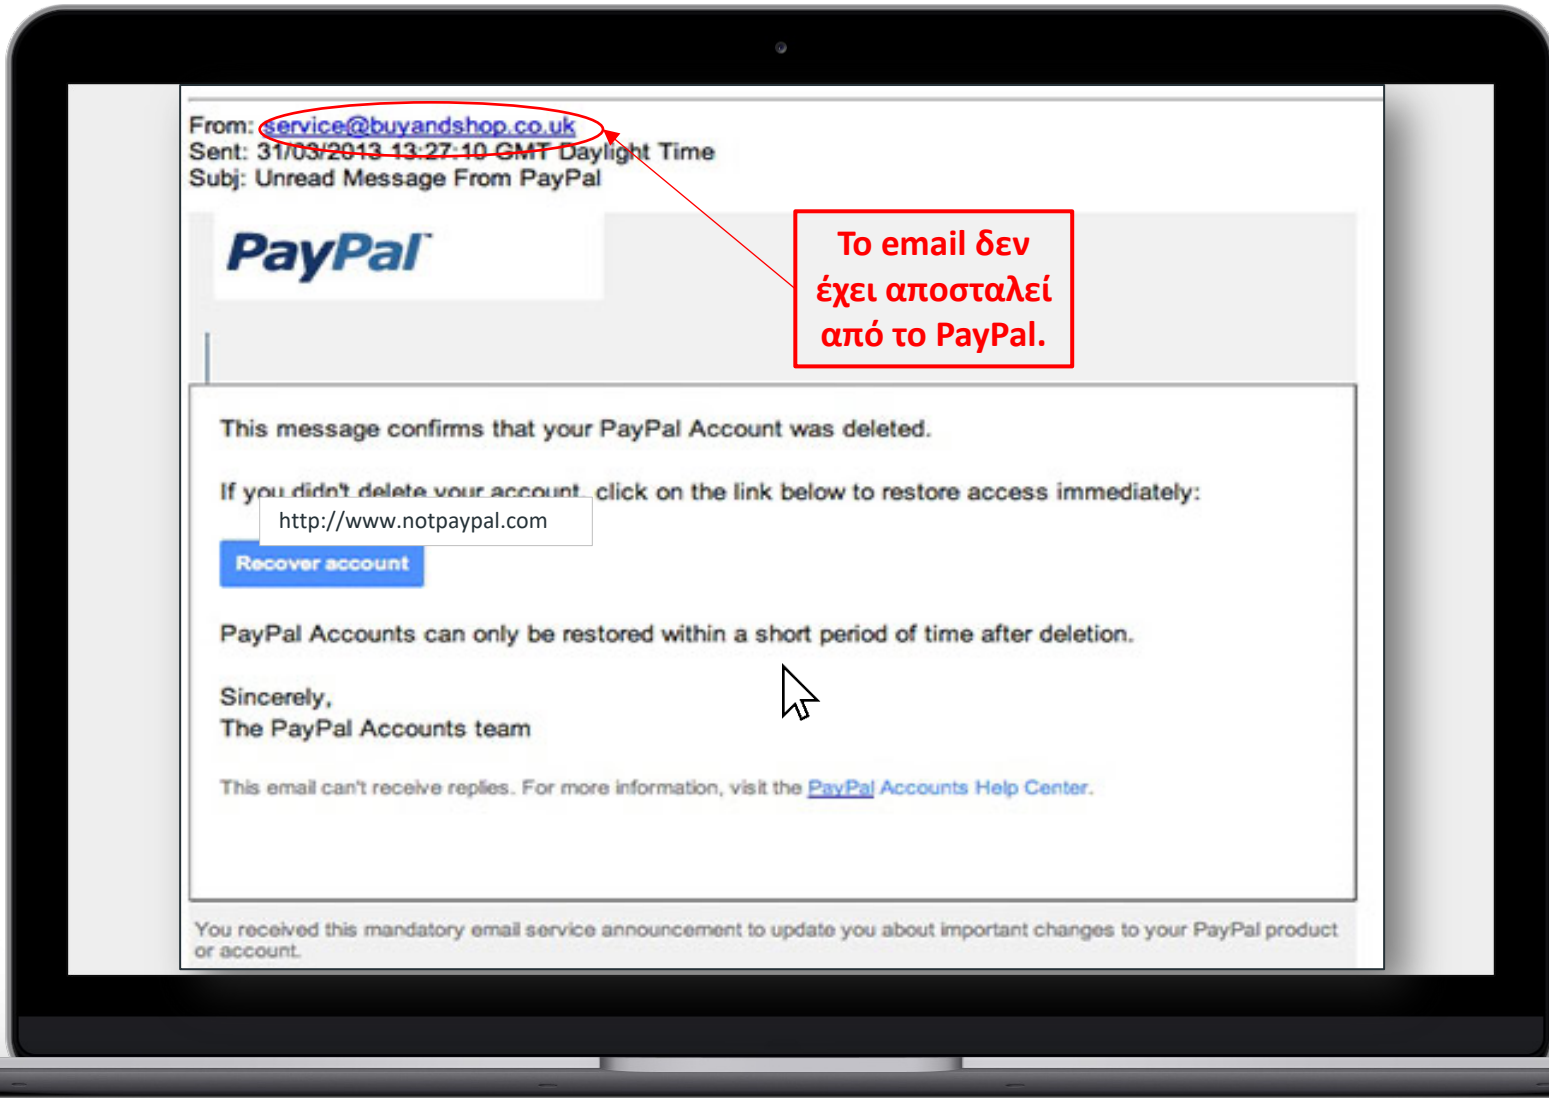 From: service@buyandshop.co.uk
Sent: 31/03/2013 13:27:10 GMT Daylight Time
Subj: Unread Message From PayPal
PayPal™
Το email δεν
έχει αποσταλεί
από το PayPal.
This message confirms that your PayPal Account was deleted.
If you didn't delete your account, click on the link below to restore access immediately:
http://www.notpaypal.com
Recover account
PayPal Accounts can only be restored within a short period of time after deletion.
Sincerely,
The PayPal Accounts team
This email can't receive replies. For more information, visit the PayPal Accounts Help Center.
You received this mandatory email service announcement to update you about important changes to your PayPal product
or account.